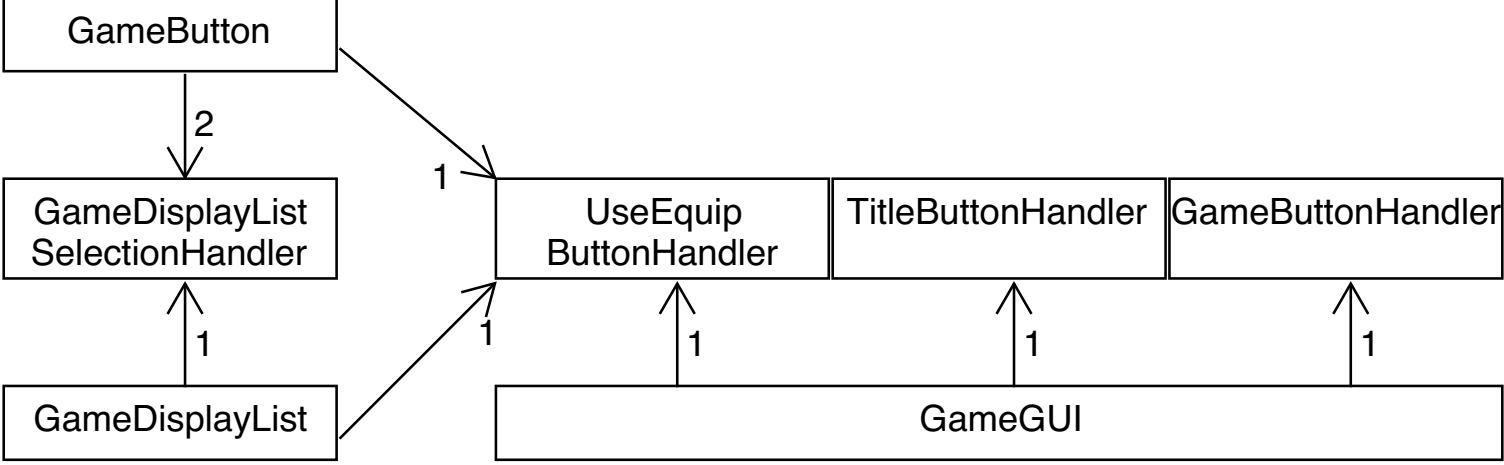 GameButton
2
1
GameDisplayList
SelectionHandler
UseEquip
ButtonHandler
TitleButtonHandler
GameButtonHandler
1
1
1
1
1
GameDisplayList
GameGUI